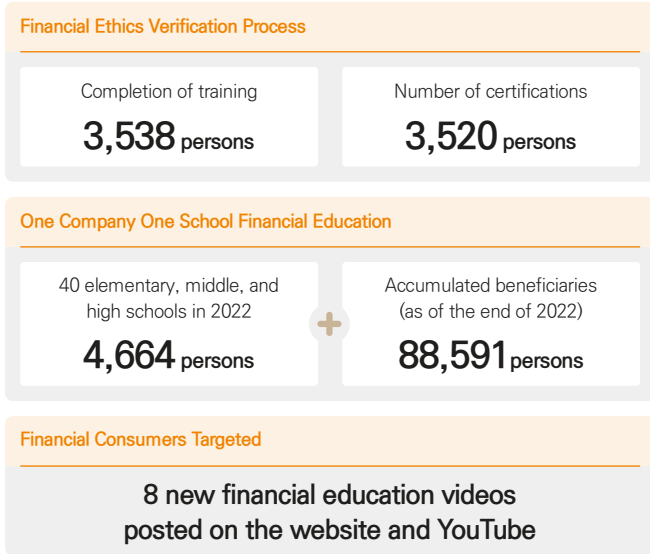 Financial Ethics Verification Process
Completion of training
3,538 persons
Number of certifications
3,520 persons
One Company One School Financial Education
40 elementary, middle, and
high schools in 2022
4,664 persons
+
Accumulated beneficiaries
(as of the end of 2022)
88,591 persons
Financial Consumers Targeted
8 new financial education videos
posted on the website and YouTube